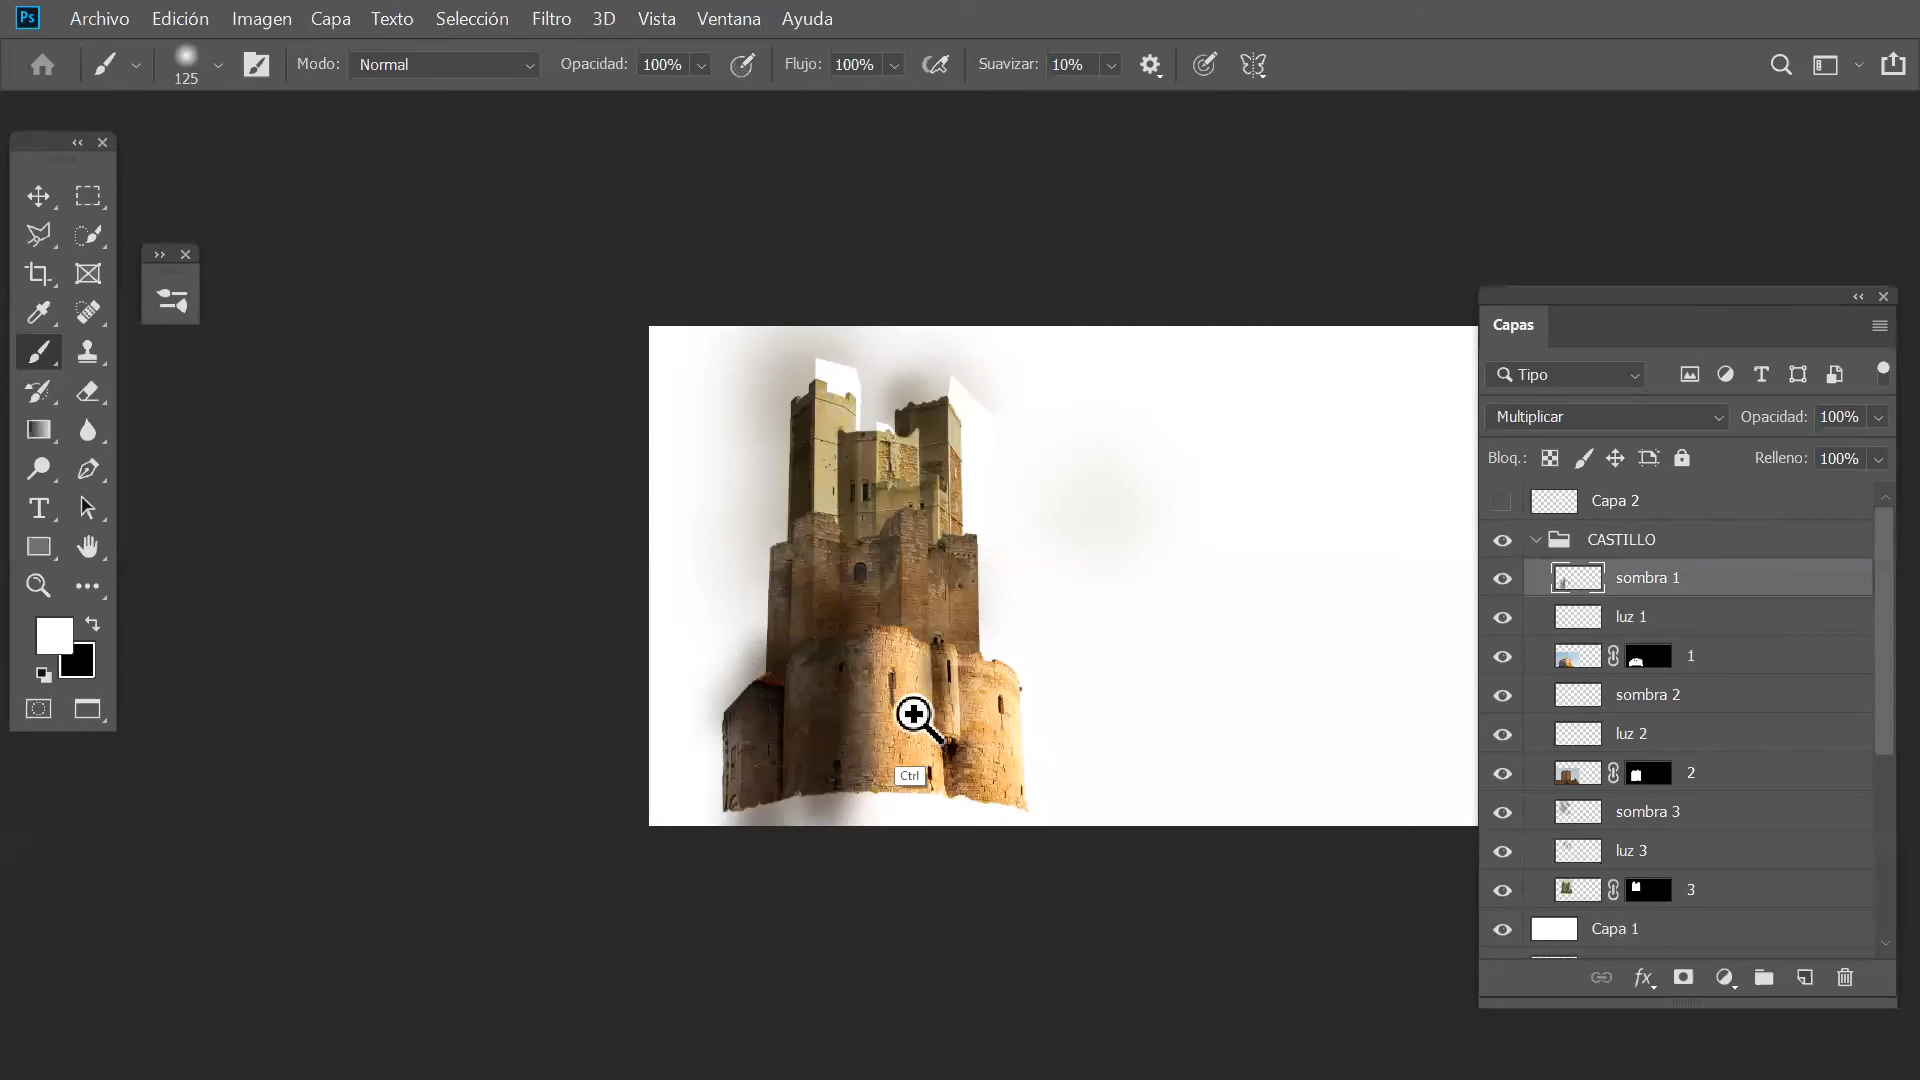 Ps Archivo Edición Imagen Capa Texto Selección Filtro 3D Vista Ventana Ayuda
125 Modo: Normal Opacidad: 100% Flujo: 100% Suavizar: 10%
Capas
Tipo
Multiplicar Opacidad: 100%
Bloq.: Relleno: 100%
Capa 2
CASTILLO
sombra 1
luz 1
1
sombra 2
luz 2
2
sombra 3
luz 3
3
Capa 1
fx
Ctrl